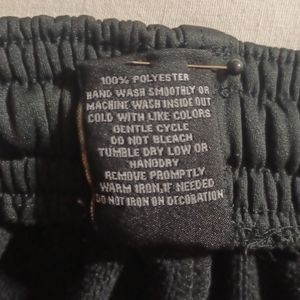 100% POLYESTER
HAND WASH SMOOTHLY OR
MACHINE WASH INSIDE OUT
COLD WITH LIKE COLORS
GENTLE CYCLE
DO NOT BLEACH
TUMBLE DRY LOW OR
HANGDRY
REMOVE PROMPTLY
WARM IRON, IF NEEDED
DO NOT IRON ON DECORATION